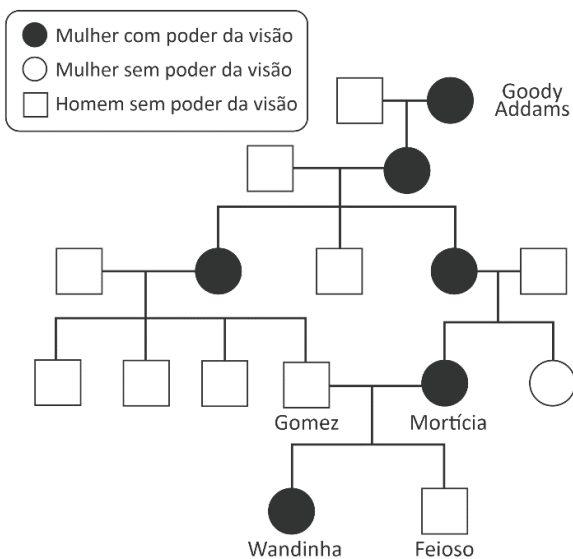 Mulher com poder da visão
Mulher sem poder da visão
Homem sem poder da visão
Goody
Addams
Gomez
Mortícia
Wandinha
Feioso